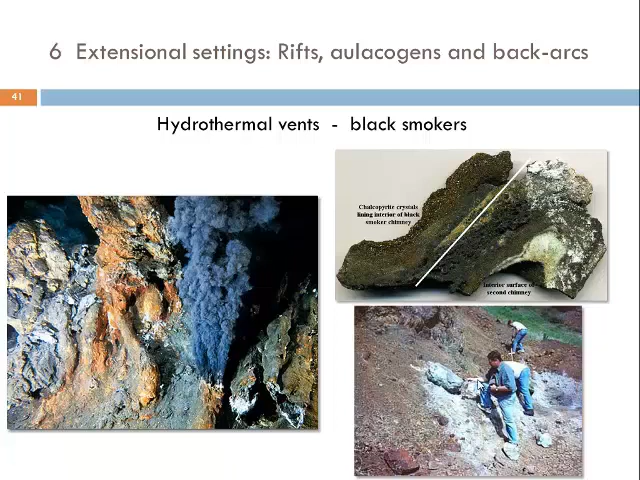 6 Extensional settings: Rifts, aulacogens and back-arcs
41
Hydrothermal vents - black smokers
Chalcopyrite crystals
lining interior of black
smoker chimney
interior surface of
second chimney